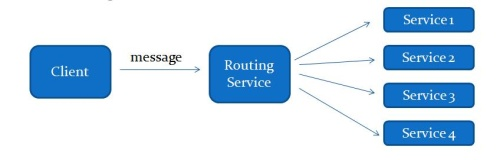 Client
message
Routing
Service
Service 1
Service 2
Service 3
Service 4